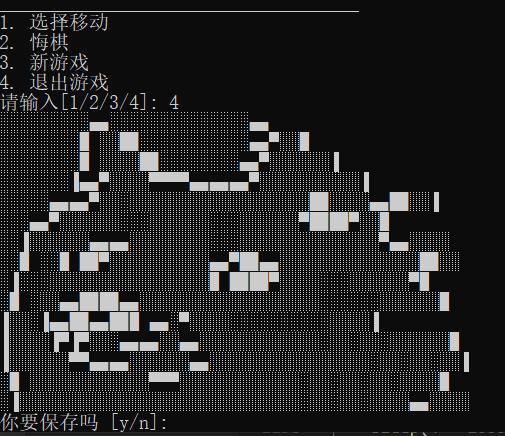 1. 选择移动
2. 悔棋
3. 新游戏
4. 退出游戏
请输入[1/2/3/4]: 4
你要保存吗 [y/n]: